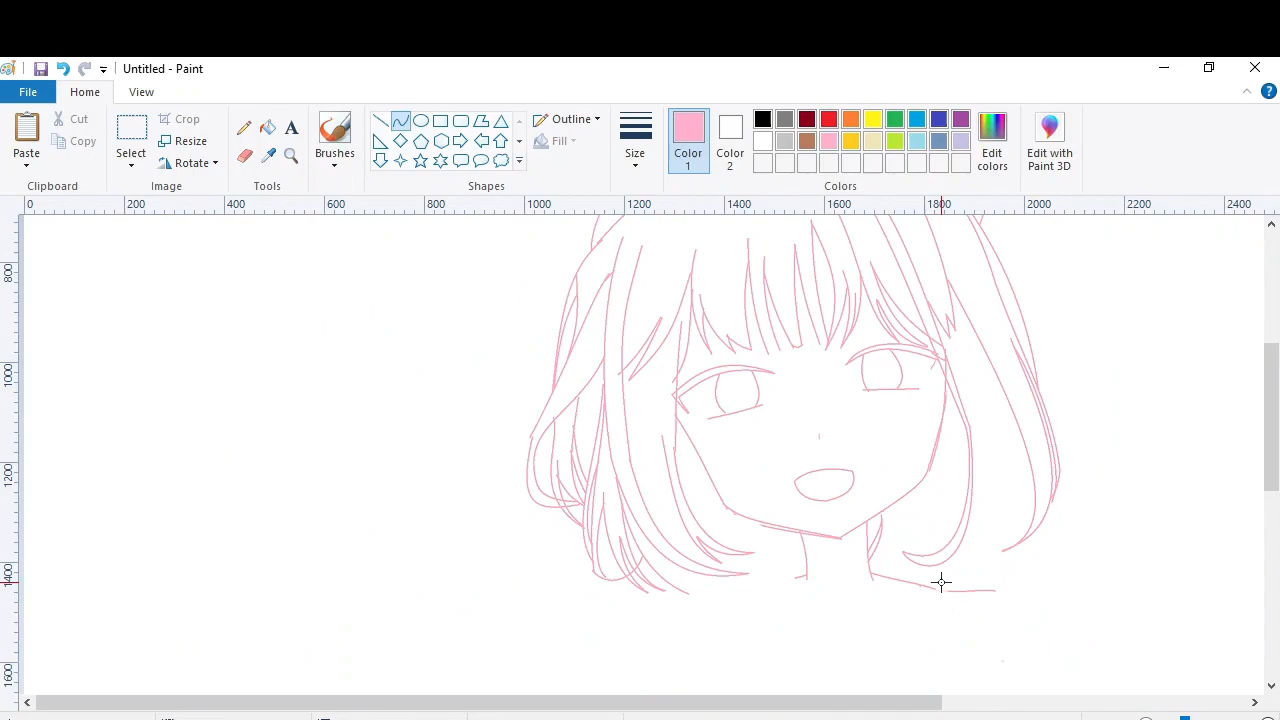 Untitled - Paint
File Home View
Paste Cut Copy
Select Crop Resize Rotate
A
Brushes
Outline
Fill
Size
Color 1
Color 2
Edit colors
Edit with Paint 3D
Clipboard Image Tools Shapes Colors
0 200 400 600 800 1000 1200 1400 1600 1800 2000 2200 2400
800
1000
1200
1400
1600